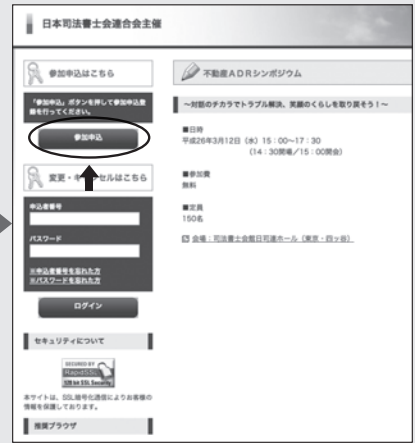 日本司法書士会連合会主催
参加申込はこちら
「参加申込」ボタンを押して参加申込登
録を行ってください。
参加申込
変更・キ セルはこちら
申込者番号
パスワード
※申込者番号を忘れた方
※パスワードを忘れた方
ログイン
セキュリティについて
SECURED BY
RapidSSL
128 bit SSL Security
本サイトは、SSL暗号化通信によりお客様の
情報を保護しております。
推奨ブラウザ
不動産ADRシンポジウム
～対話のチカラでトラブル解決、笑顔のくらしを取り戻そう！～
■日時
平成26年3月12日（水）15：00～17：30
（14：30開場／15：00開会）
■参加費
無料
■定員
150名
会場：司法書士会館日司連ホール（東京・四ッ谷）